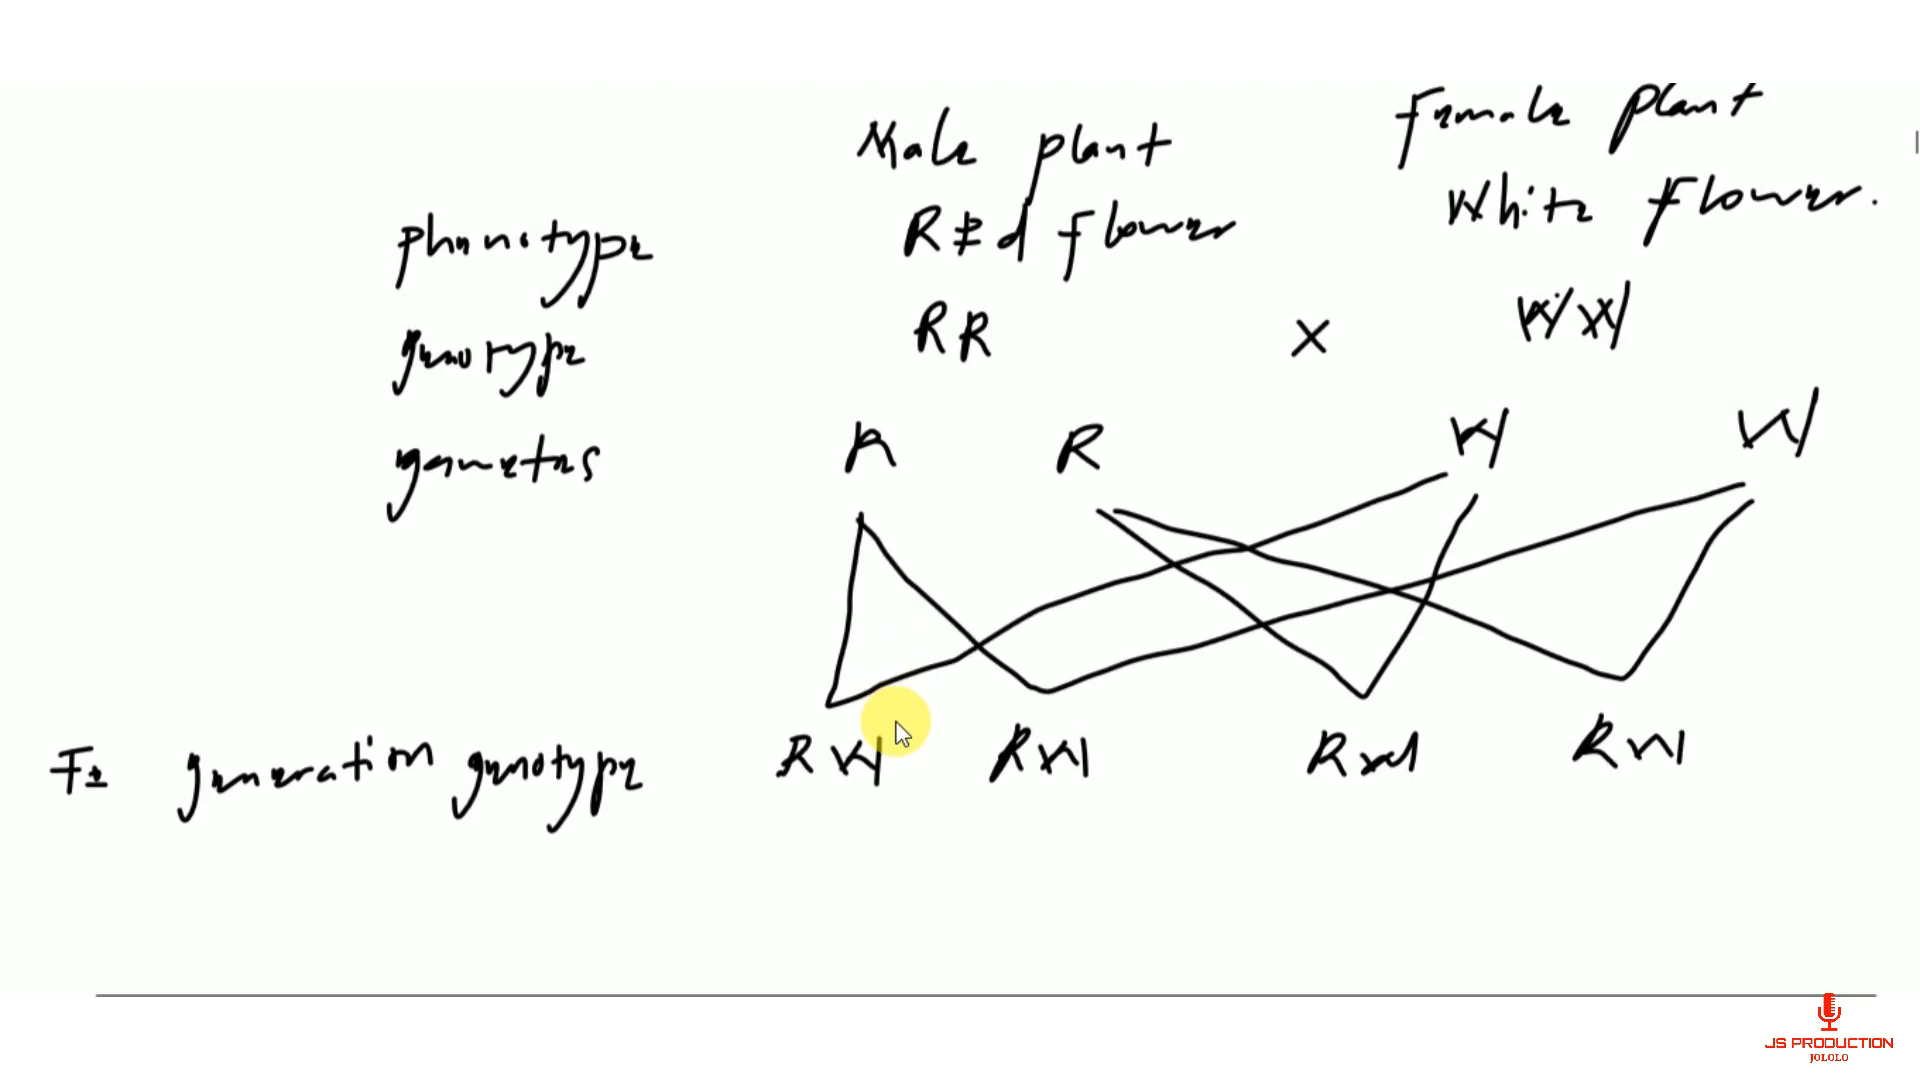 Male plant
Female plant
phenotype
Red flower
White flower.
genotype
RR
X
WW
gametes
R
R
W
W
F1 generation genotype
RW
RW
RW
RW
JS PRODUCTION
JOLOLO